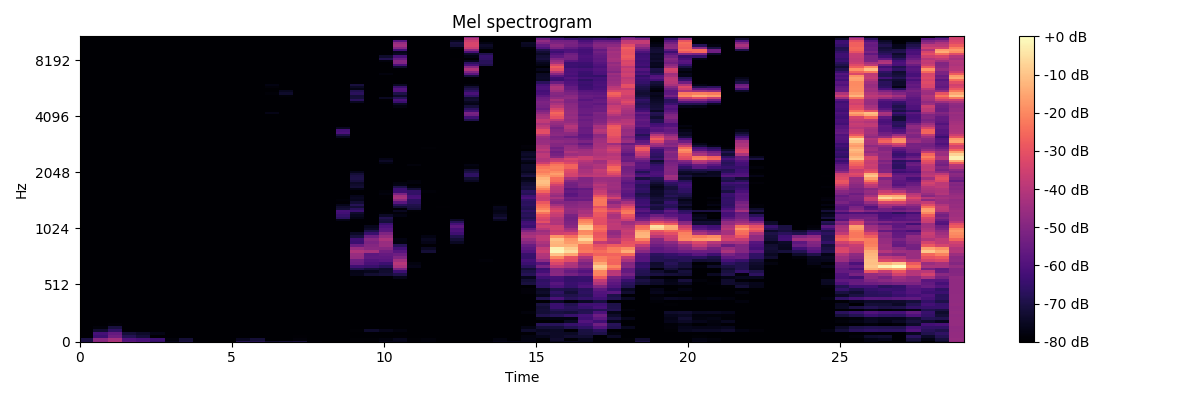 Mel spectrogram
+0 dB
8192
-10 dB
4096
-20 dB
-30 dB
Hz
2048
-40 dB
1024
-50 dB
-60 dB
512
-70 dB
0
-80 dB
0 5 10 15 20 25
Time